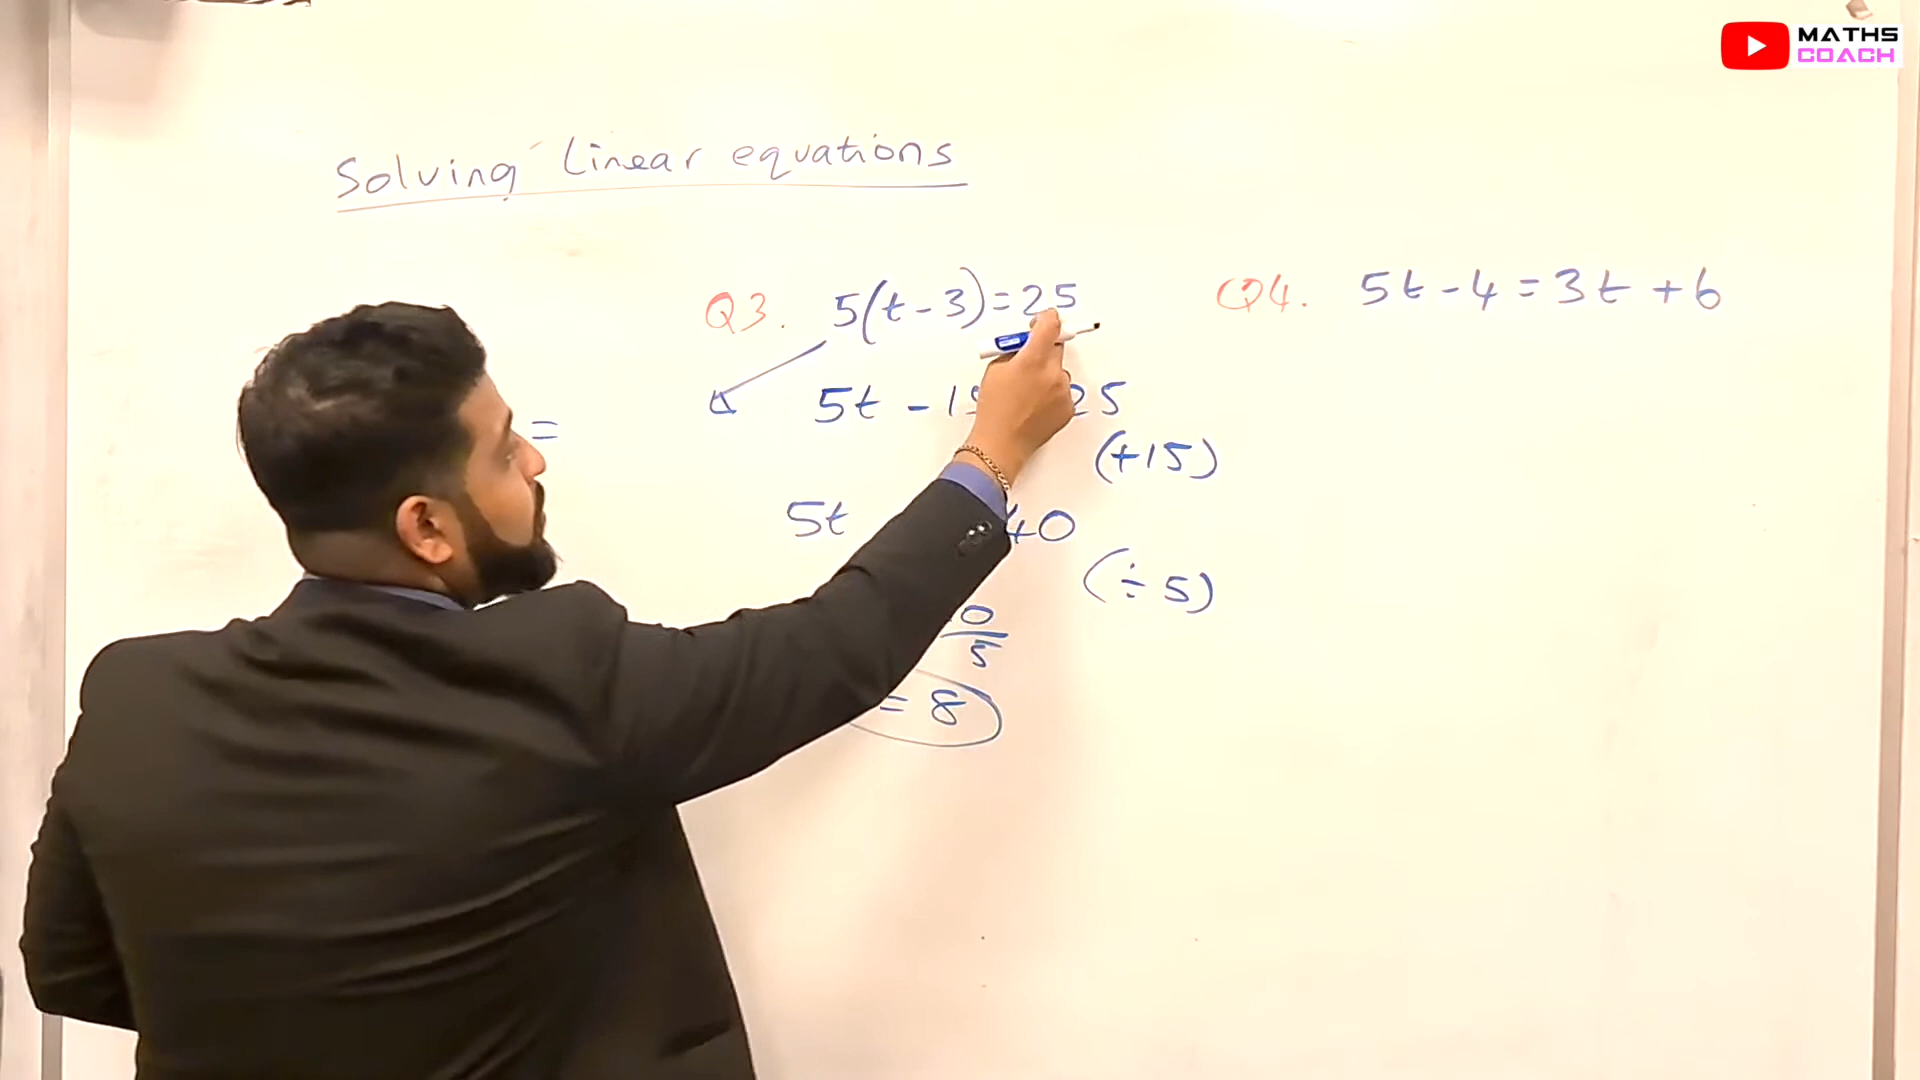 MATHS
COACH
Solving Linear equations
Q3. 5(t-3)=25
Q4. 5t-4=3t+6
5t - 15 25
=
(+15)
5t 40
(÷5)
0/5
= 8